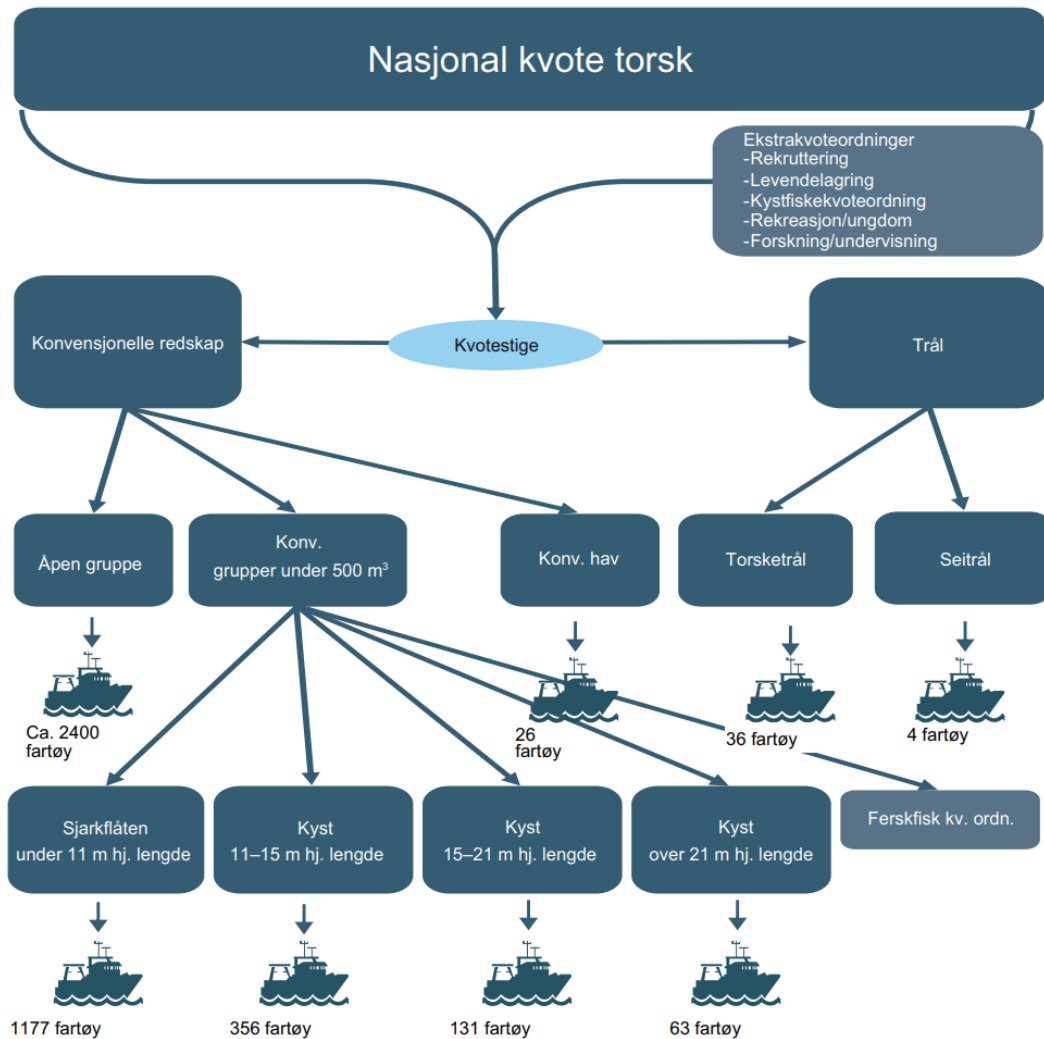 Nasjonal kvote torsk
Ekstrakvoteordninger
-Rekruttering
-Levendelagring
-Kystfiskekvoteordning
-Rekreasjon/ungdom
-Forskning/undervisning
Konvensjonelle redskap
Kvotestige
Trål
Åpen gruppe
Konv.
grupper under 500 m³
Konv. hav
Torsketrål
Seitrål
Ca. 2400
fartøy
26
fartøy
36 fartøy
4 fartøy
Sjarkflåten
under 11 m hj. lengde
Kyst
11–15 m hj. lengde
Kyst
15–21 m hj. lengde
Kyst
over 21 m hj. lengde
Ferskfisk kv. ordn.
1177 fartøy
356 fartøy
131 fartøy
63 fartøy